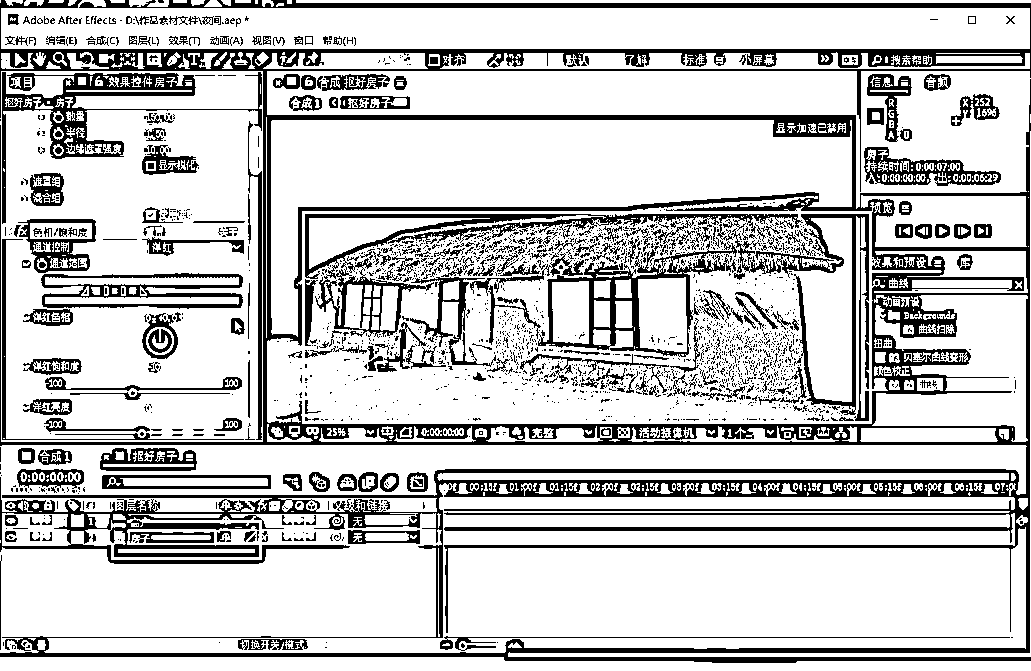 Adobe After Effects - D:\作品素材文件\夜间.aep *
文件(F) 编辑(E) 合成(C) 图层(L) 效果(T) 动画(A) 视图(V) 窗口 帮助(H)
对齐 默认 了解 标准 小屏幕 搜索帮助
项目 效果控件 房子
抠好房子 房子
数量
半径
边缘遮罩强度 10.00
显示模化
遮罩组
混合组
fx 色相/饱和度
通道控制 洋红
通道范围
洋红色相
洋红饱和度
-100 100
洋红亮度
-100 100
合成 抠好房子
合成 1 抠好房子
显示加速已禁用
25% 0:00:00:00 完整 活动摄像机 1个
信息 音频
R
G
B
A : 0
X : 252
Y : 1696
房子
持续时间: 0:00:07:00
入: 0:00:00:00, 出: 0:00:06:29
预览
效果和预设 库
曲线
动画预设
Backgrounds
曲线扫除
扭曲
贝塞尔曲线变形
颜色校正
曲线
合成 1 抠好房子
0:00:00:00
图层名称 父级和链接
1 无
2 房子 无
00:15f 01:00f 01:15f 02:00f 02:15f 03:00f 03:15f 04:00f 04:15f 05:00f 05:15f 06:00f 06:15f 07:0
切换开关/模式